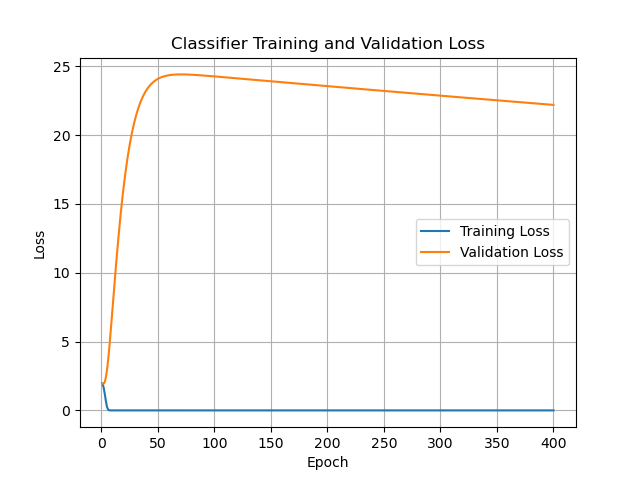 Classifier Training and Validation Loss
25
20
15
10
5
0
Loss
Training Loss
Validation Loss
0 50 100 150 200 250 300 350 400
Epoch